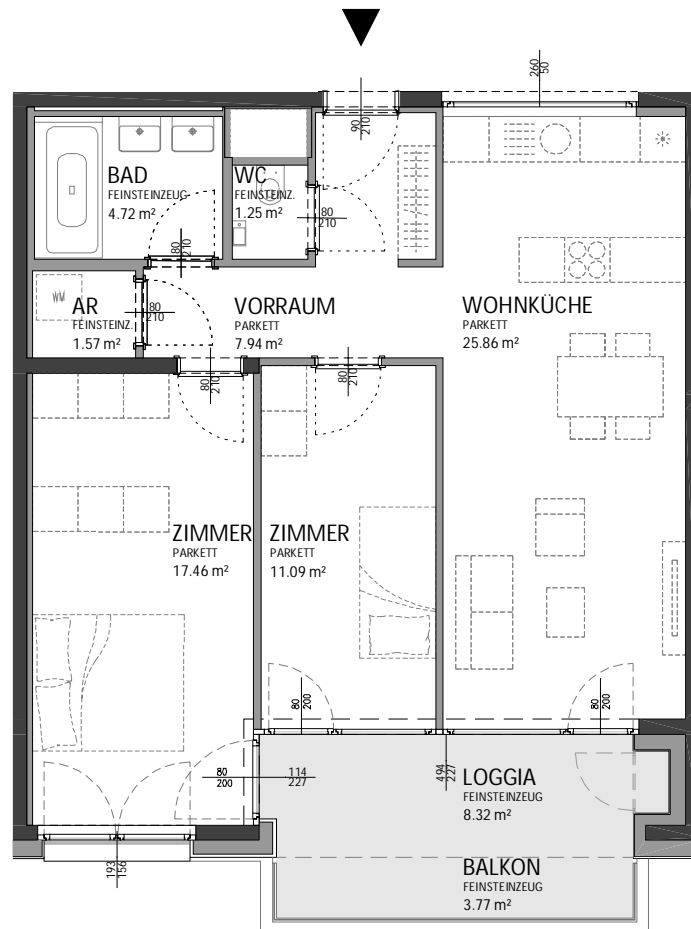 260
50
90
210
BAD
FEINSTEINZEUG
4.72 m²
WC
FEINSTEINZ.
1.25 m²
80
210
80
210
AR
FEINSTEINZ.
1.57 m²
WM
80
210
VORRAUM
PARKETT
7.94 m²
WOHNKÜCHE
PARKETT
25.86 m²
80
210
80
210
ZIMMER
PARKETT
17.46 m²
ZIMMER
PARKETT
11.09 m²
80
200
80
200
80
200
114
227
494
227
LOGGIA
FEINSTEINZEUG
8.32 m²
BALKON
FEINSTEINZEUG
3.77 m²
193
156